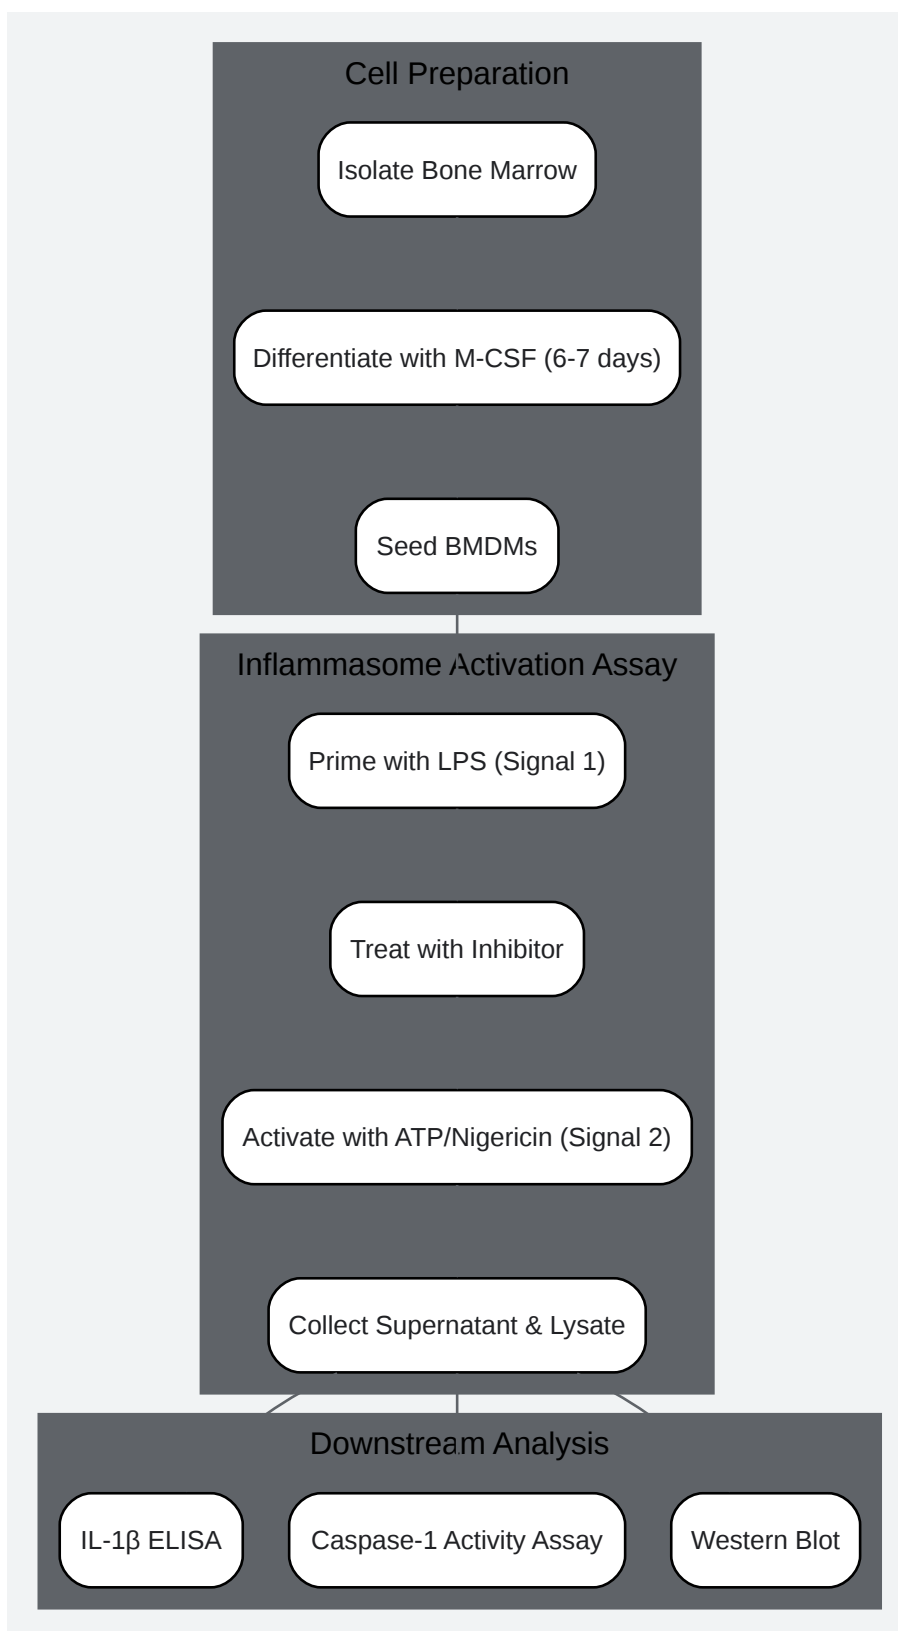 Cell Preparation
Isolate Bone Marrow
Differentiate with M-CSF (6-7 days)
Seed BMDMs
Inflammasome Activation Assay
Prime with LPS (Signal 1)
Treat with Inhibitor
Activate with ATP/Nigericin (Signal 2)
Collect Supernatant & Lysate
Downstream Analysis
IL-1β ELISA
Caspase-1 Activity Assay
Western Blot